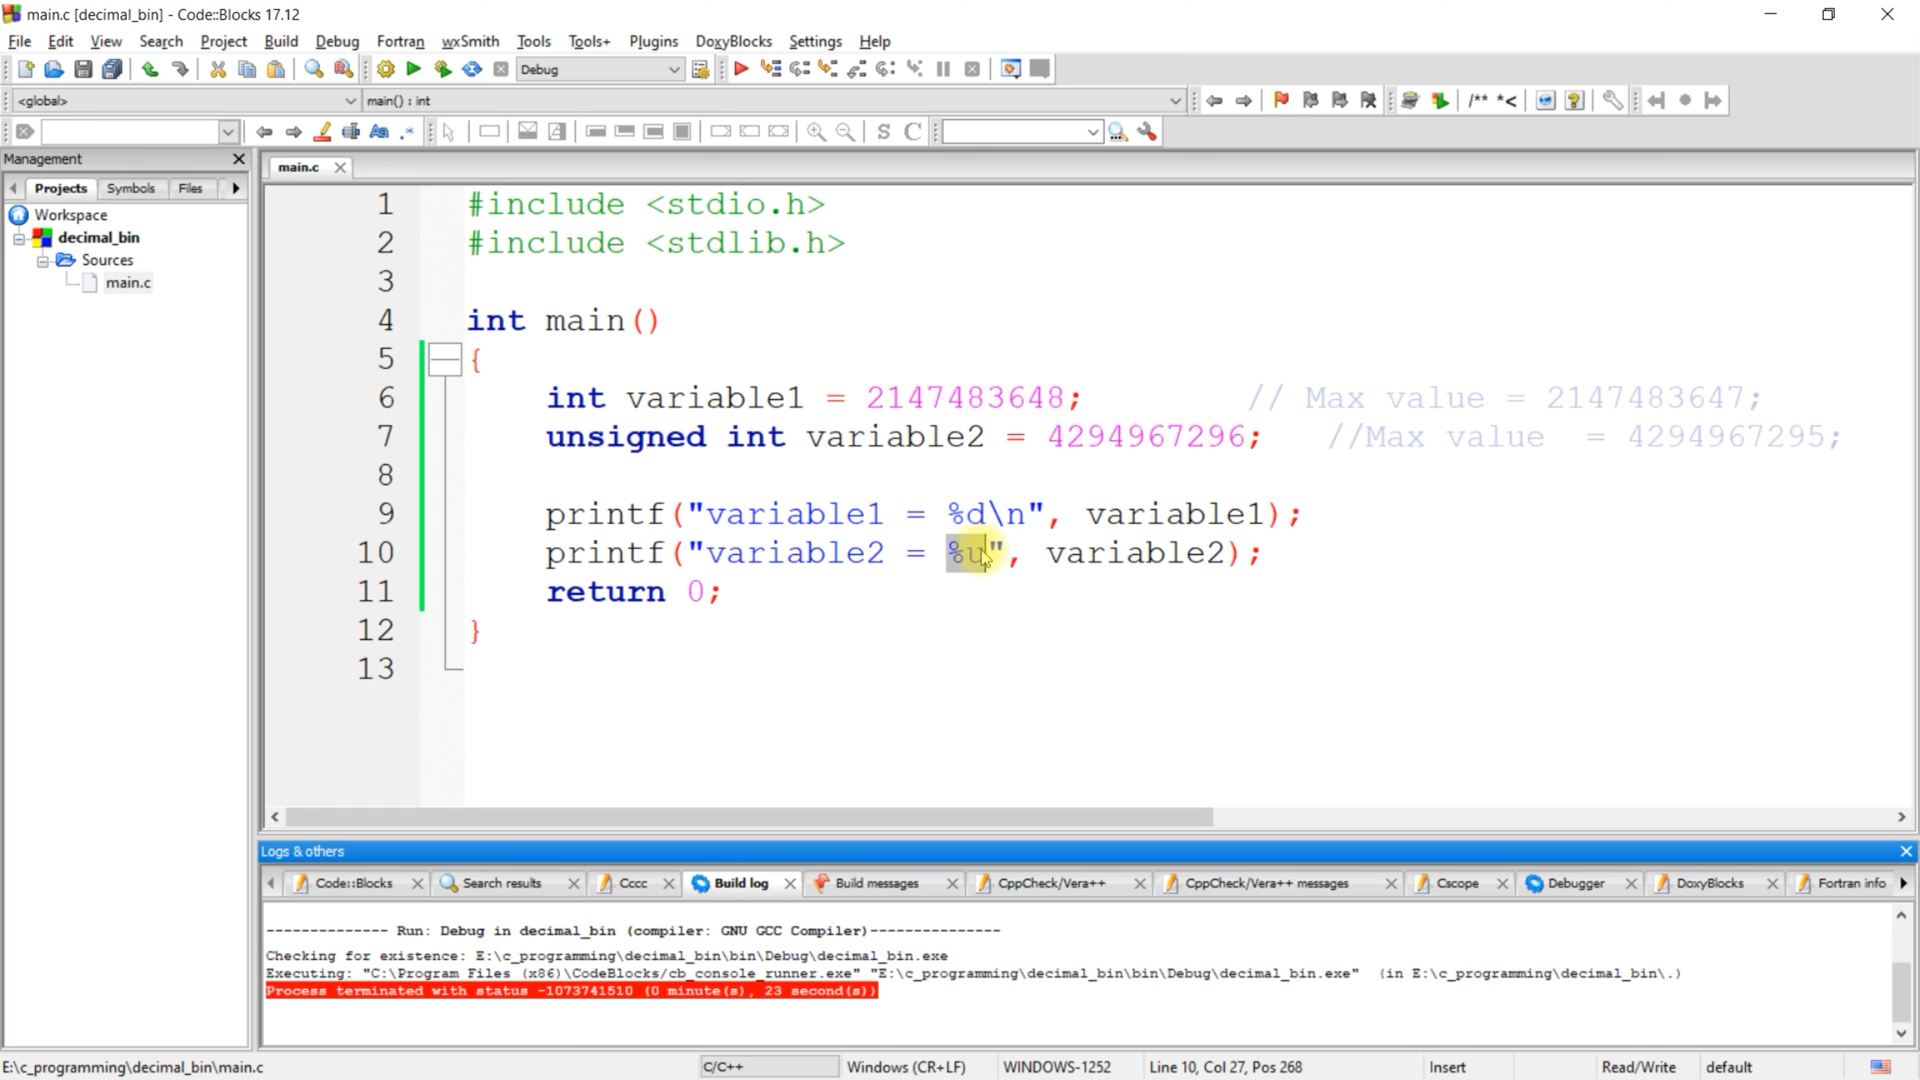 main.c [decimal_bin] - Code::Blocks 17.12
File Edit View Search Project Build Debug Fortran wxSmith Tools Tools+ Plugins DoxyBlocks Settings Help
Debug
<global> main() : int /** *<
Aa .* S C
Management
Projects Symbols Files
main.c
Workspace
decimal_bin
Sources
main.c
1 #include <stdio.h>
2 #include <stdlib.h>
3
4 int main()
5 {
6 int variable1 = 2147483648; // Max value = 2147483647;
7 unsigned int variable2 = 4294967296; //Max value = 4294967295;
8
9 printf("variable1 = %d\n", variable1);
10 printf("variable2 = %u", variable2);
11 return 0;
12 }
13
Logs & others
Code::Blocks Search results Cccc Build log Build messages CppCheck/Vera++ CppCheck/Vera++ messages Cscope Debugger DoxyBlocks Fortran info
-------------- Run: Debug in decimal_bin (compiler: GNU GCC Compiler)---------------
Checking for existence: E:\c_programming\decimal_bin\bin\Debug\decimal_bin.exe
Executing: "C:\Program Files (x86)\CodeBlocks/cb_console_runner.exe" "E:\c_programming\decimal_bin\bin\Debug\decimal_bin.exe" (in E:\c_programming\decimal_bin\.)
Process terminated with status -1073741510 (0 minute(s), 23 second(s))
E:\c_programming\decimal_bin\main.c C/C++ Windows (CR+LF) WINDOWS-1252 Line 10, Col 27, Pos 268 Insert Read/Write default